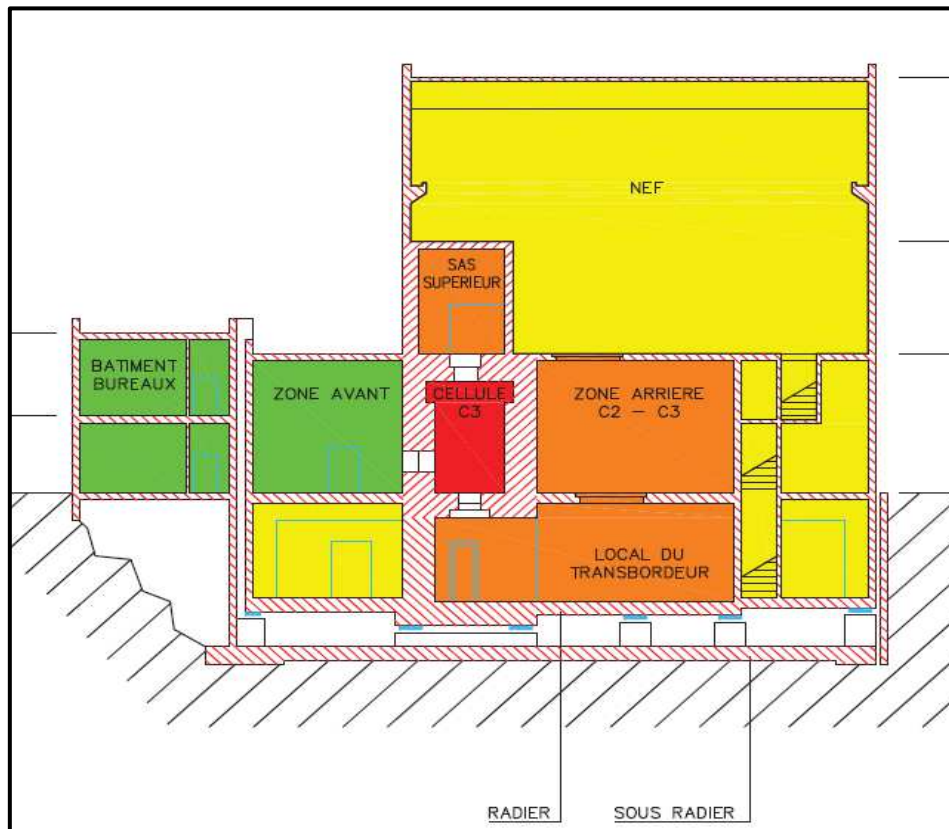 NEF
SAS
SUPERIEUR
BATIMENT
BUREAUX
ZONE AVANT
CELLULE
C3
ZONE ARRIERE
C2 — C3
LOCAL DU
TRANSBORDEUR
RADIER
SOUS RADIER